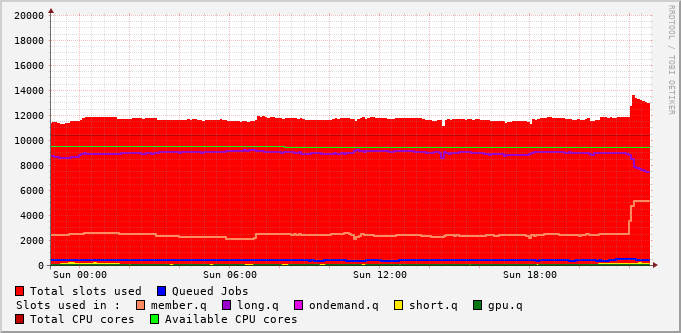 20000
18000
16000
14000
12000
10000
8000
6000
4000
2000
0
Sun 00:00 Sun 06:00 Sun 12:00 Sun 18:00
Total slots used Queued Jobs
Slots used in : member.q long.q ondemand.q short.q gpu.q
Total CPU cores Available CPU cores
RRDTOOL / TOBI OETIKER